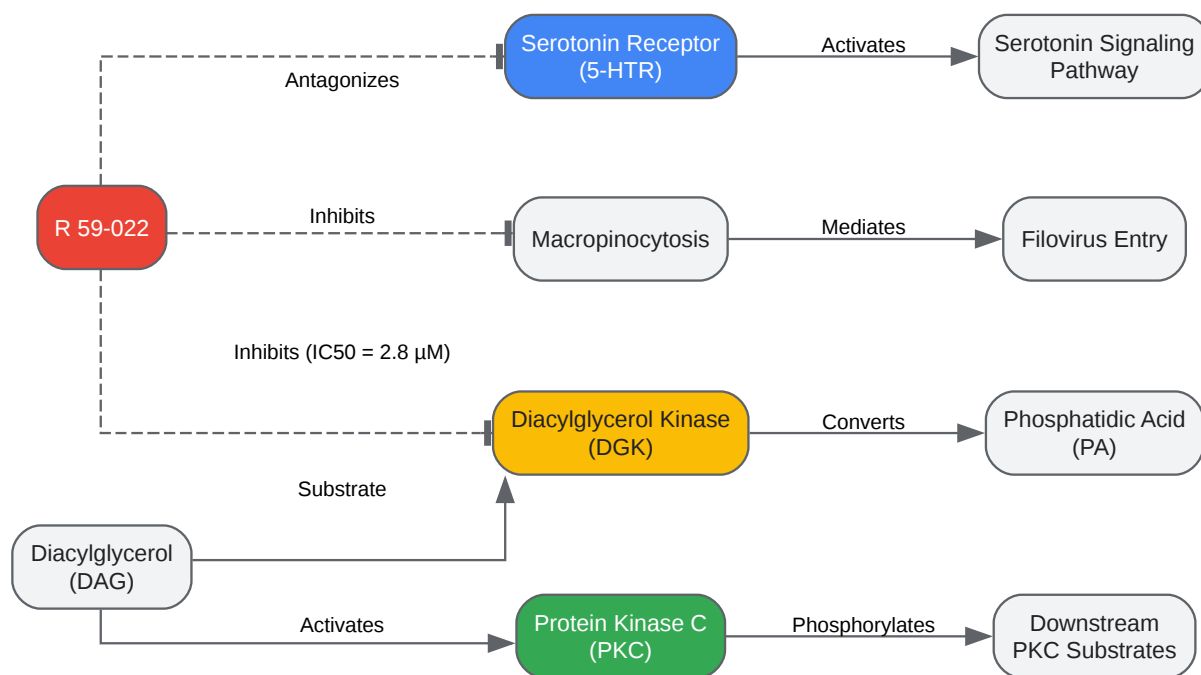 Serotonin Receptor
(5-HTR)
Activates
Serotonin Signaling
Pathway
Antagonizes
R 59-022
Inhibits
Macropinocytosis
Mediates
Filovirus Entry
Inhibits (IC50 = 2.8 µM)
Diacylglycerol Kinase
(DGK)
Converts
Phosphatidic Acid
(PA)
Substrate
Diacylglycerol
(DAG)
Activates
Protein Kinase C
(PKC)
Phosphorylates
Downstream
PKC Substrates